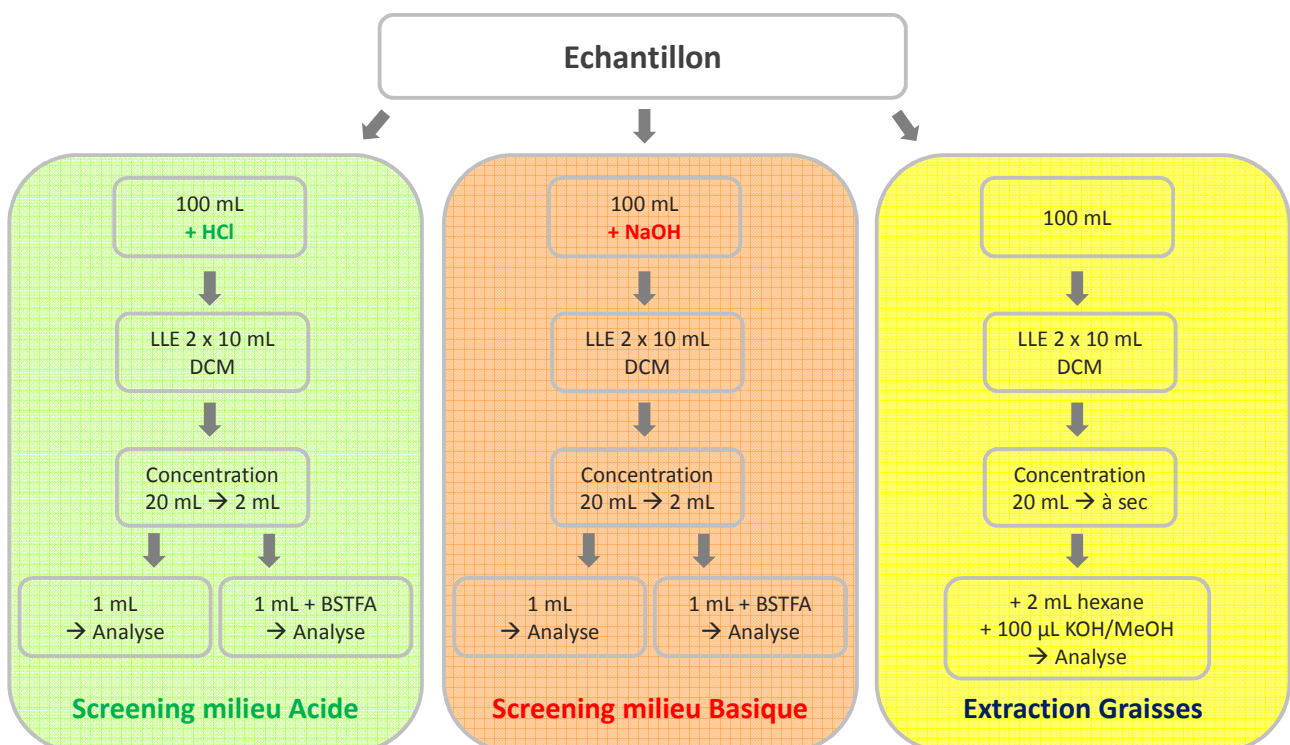 Echantillon
100 mL
+ HCl
LLE 2 x 10 mL
DCM
Concentration
20 mL → 2 mL
1 mL
→ Analyse
1 mL + BSTFA
→ Analyse
Screening milieu Acide
100 mL
+ NaOH
LLE 2 x 10 mL
DCM
Concentration
20 mL → 2 mL
1 mL
→ Analyse
1 mL + BSTFA
→ Analyse
Screening milieu Basique
100 mL
LLE 2 x 10 mL
DCM
Concentration
20 mL → à sec
+ 2 mL hexane
+ 100 µL KOH/MeOH
→ Analyse
Extraction Graisses